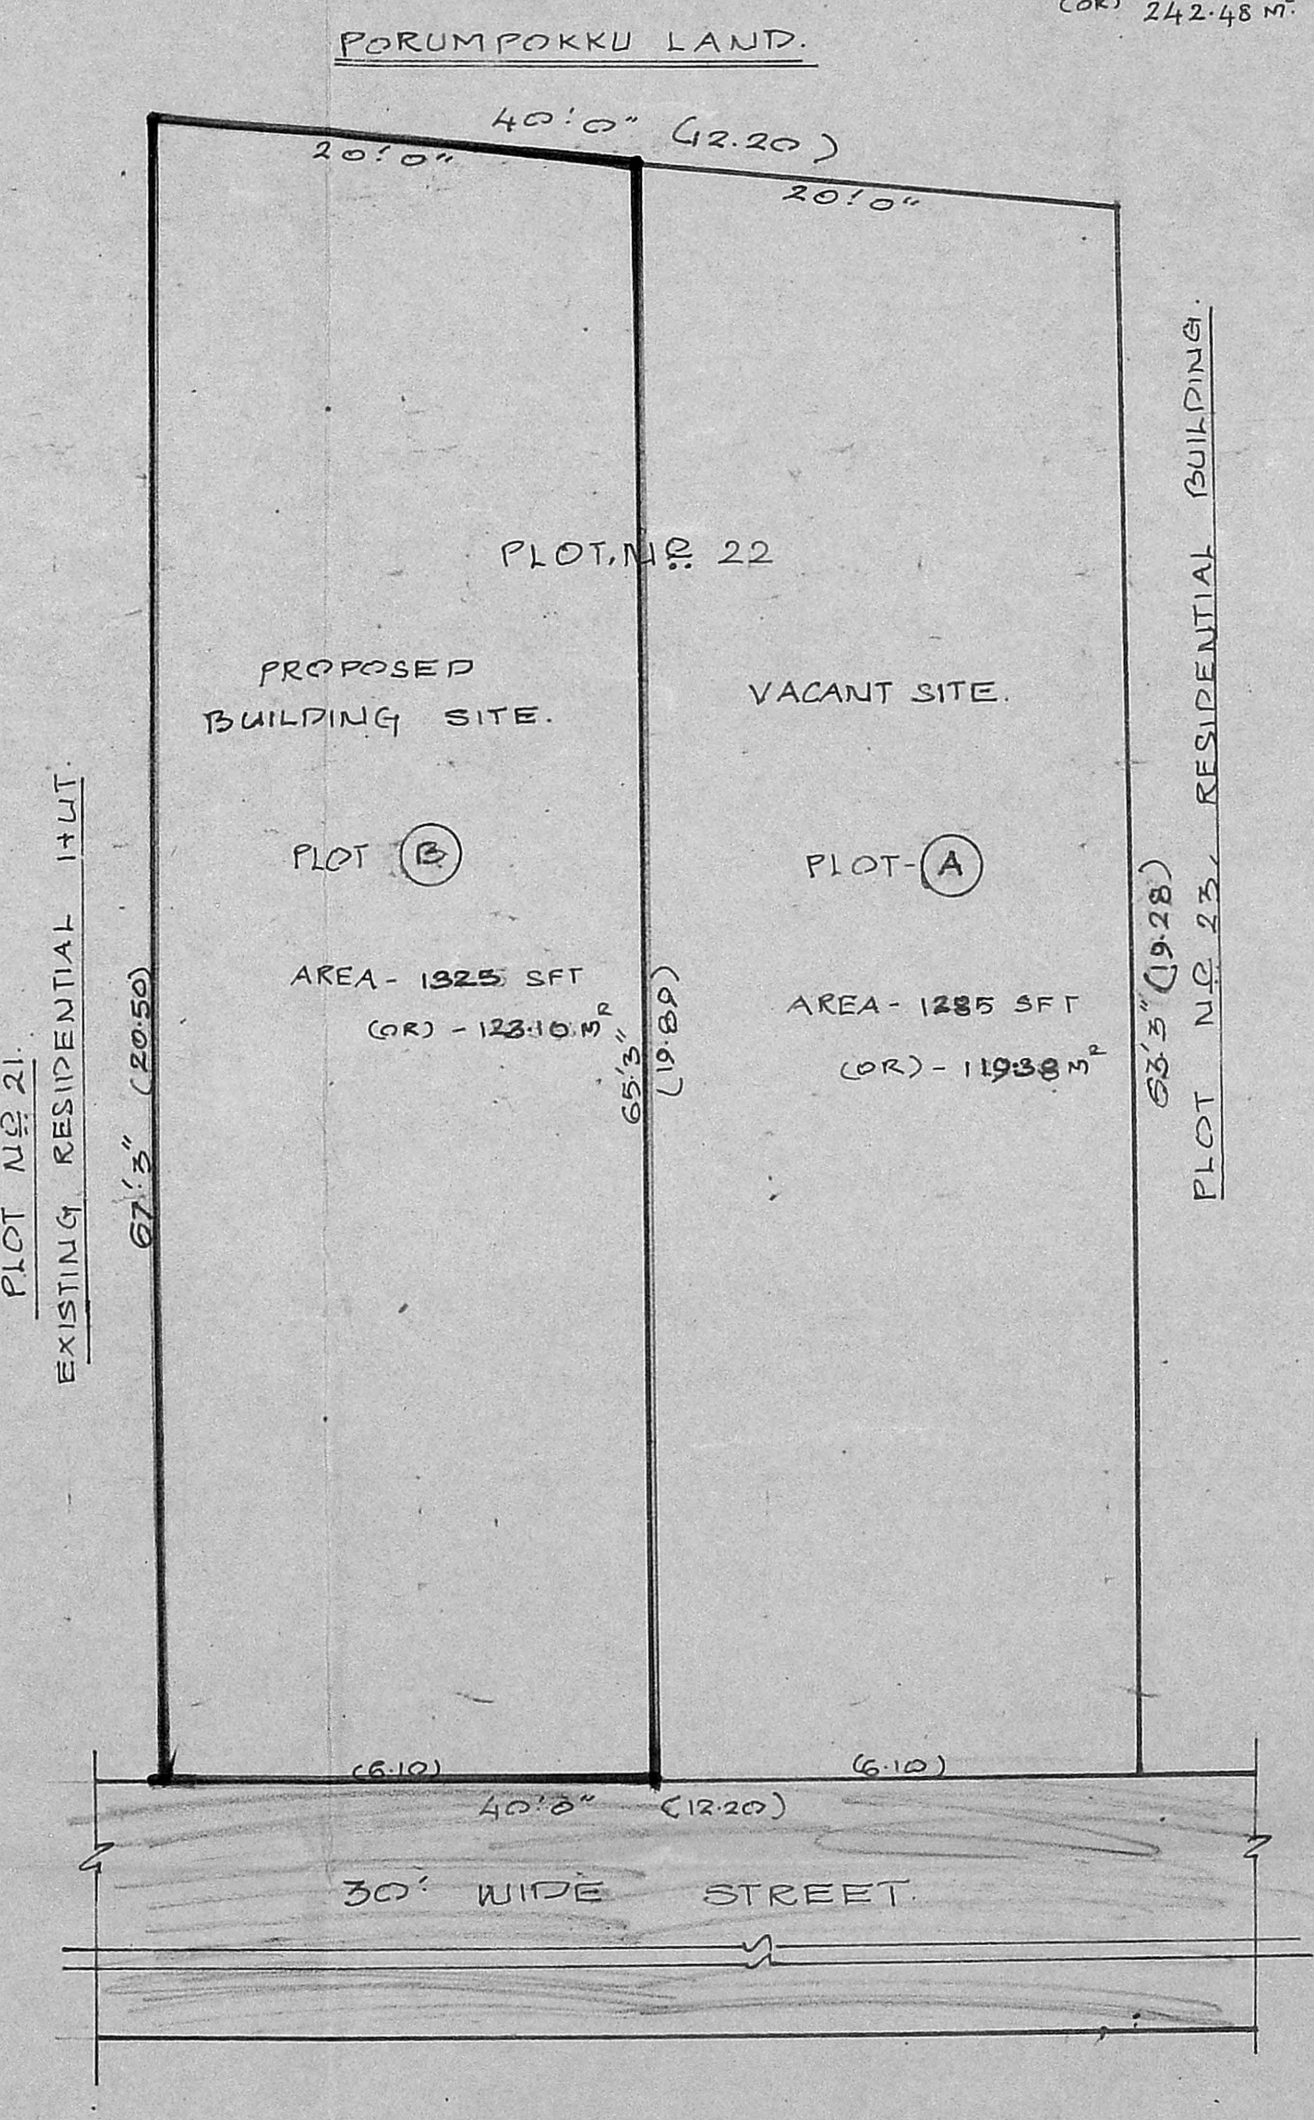 (OR) 242.48 M²
PORUMPOKKU LAND.
40'.0" (12.20)
20'.0"
20'.0"
PLOT.No. 22
PROPOSED
BUILDING SITE.
VACANT SITE.
PLOT B
PLOT-A
AREA- 1325 SFT
(OR) - 123.10 M²
AREA- 1285 SFT
(OR) - 119.38 M²
PLOT No. 21.
EXISTING RESIDENTIAL HUT.
67'.3" (20.50)
65'.3"
(19.89)
63'.3" (19.28)
PLOT No. 23, RESIDENTIAL BUILDING.
(6.10)
(6.10)
40'.0" (12.20)
30' WIDE STREET.